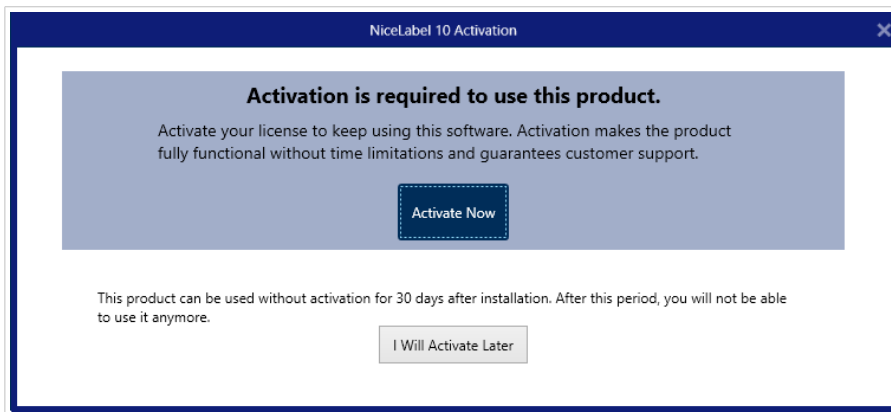 NiceLabel 10 Activation
Activation is required to use this product.
Activate your license to keep using this software. Activation makes the product
fully functional without time limitations and guarantees customer support.
Activate Now
This product can be used without activation for 30 days after installation. After this period, you will not be able
to use it anymore.
I Will Activate Later